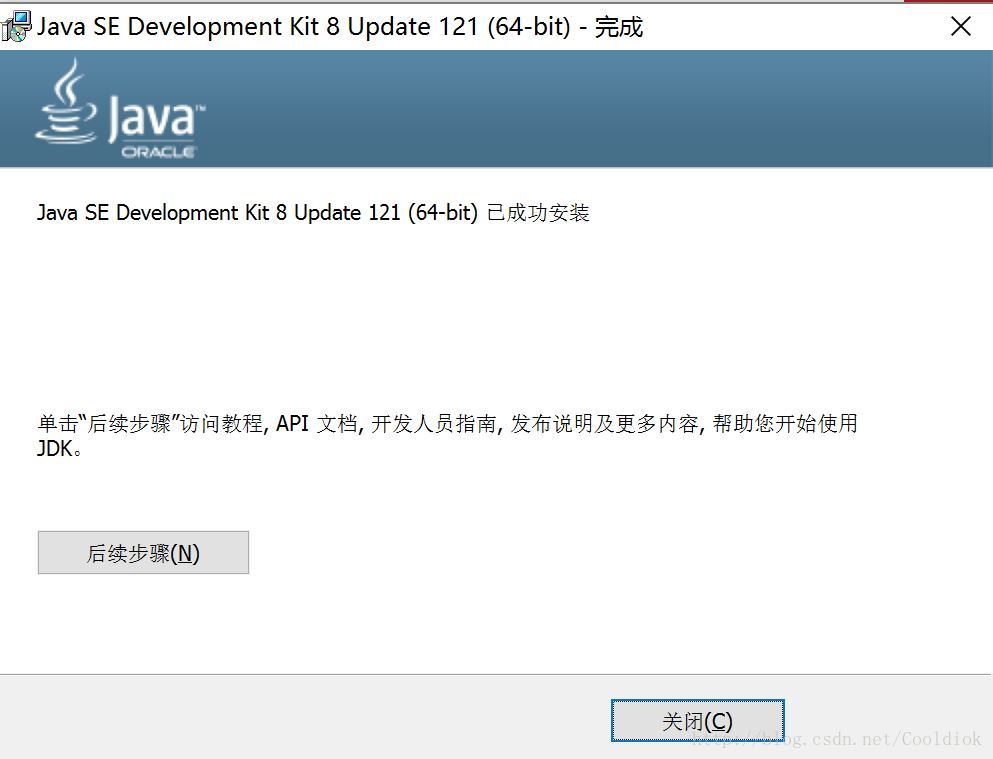 Java SE Development Kit 8 Update 121 (64-bit) - 完成
Java™
ORACLE
Java SE Development Kit 8 Update 121 (64-bit) 已成功安装
单击“后续步骤”访问教程, API 文档, 开发人员指南, 发布说明及更多内容, 帮助您开始使用
JDK。
后续步骤(N)
关闭(C)
http://blog.csdn.net/Cooldiok